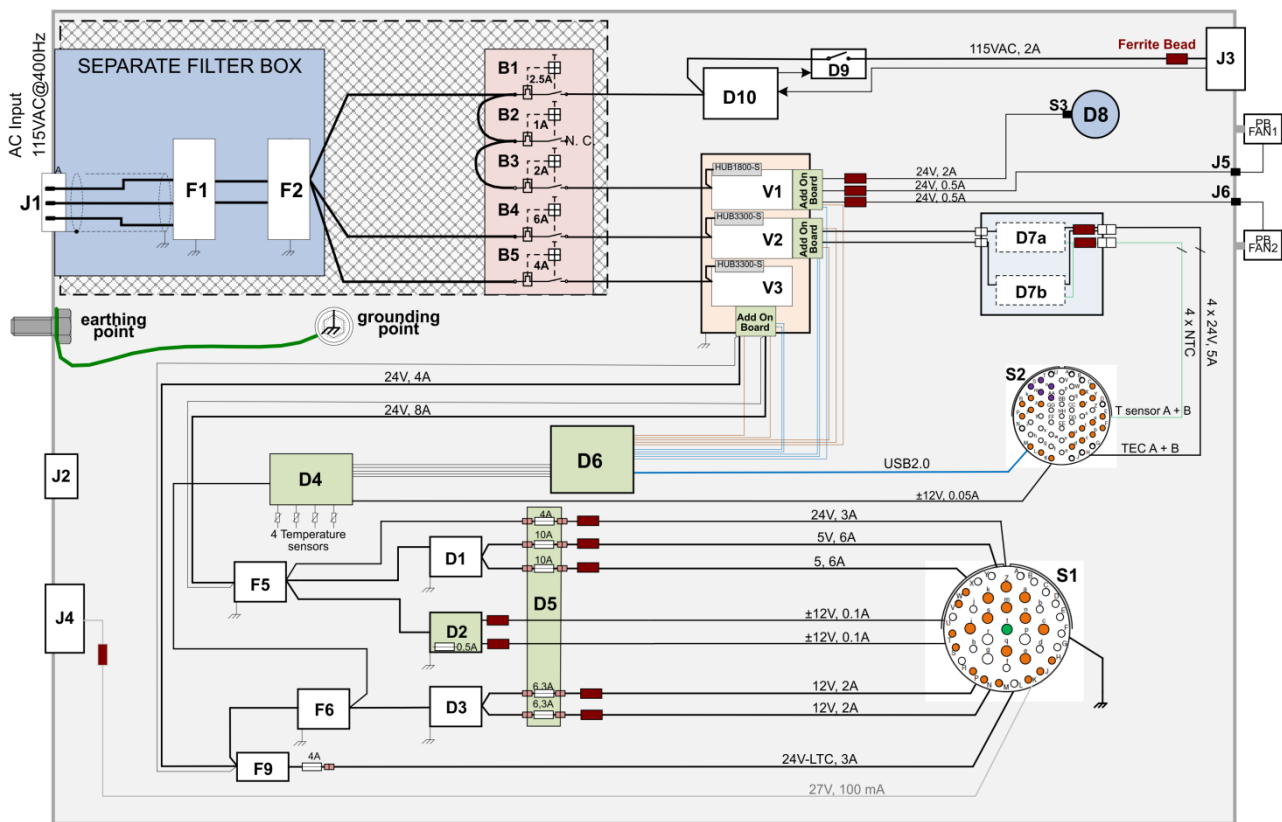 AC Input
115VAC@400Hz
SEPARATE FILTER BOX
A
J1
F1
F2
B1
2.5A
B2
1A
N. C.
B3
2A
B4
6A
B5
4A
115VAC, 2A
Ferrite Bead
J3
D9
D10
S3
D8
PB
FAN1
J5
J6
PB
FAN2
HUB1800-S
V1
Add On
Board
24V, 2A
24V, 0.5A
24V, 0.5A
HUB3300-S
V2
Add On
Board
HUB3300-S
V3
Add On
Board
D7a
D7b
4 x 24V, 5A
4 x NTC
earthing
point
grounding
point
24V, 4A
24V, 8A
S2
T sensor A + B
TEC A + B
J2
D4
D6
USB2.0
±12V, 0.05A
4 Temperature
sensors
4A
24V, 3A
10A
5V, 6A
10A
5, 6A
F5
D1
D5
S1
J4
D2
0,5A
±12V, 0.1A
±12V, 0.1A
F6
D3
6,3A
12V, 2A
6,3A
12V, 2A
F9
4A
24V-LTC, 3A
27V, 100 mA